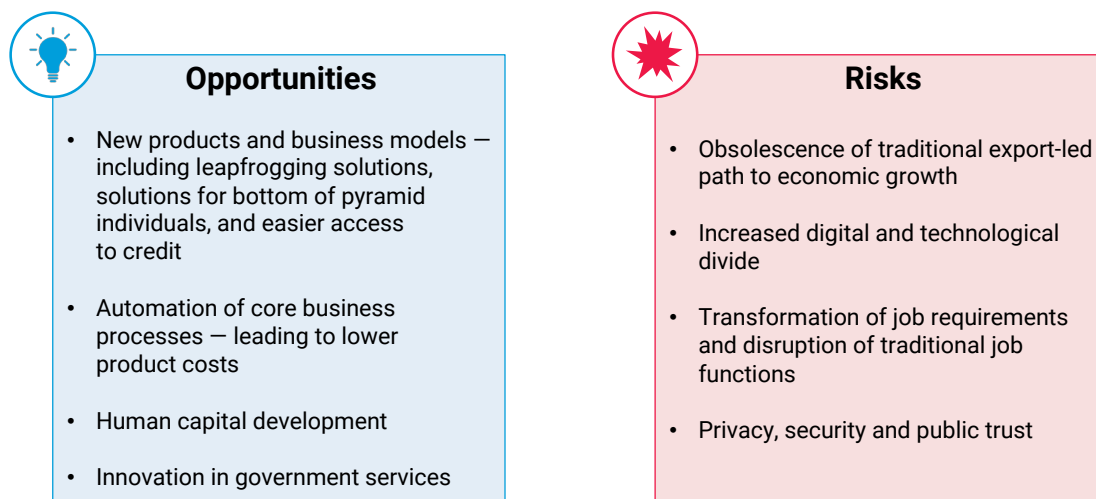 Opportunities
• New products and business models —
including leapfrogging solutions,
solutions for bottom of pyramid
individuals, and easier access
to credit
• Automation of core business
processes — leading to lower
product costs
• Human capital development
• Innovation in government services
Risks
• Obsolescence of traditional export-led
path to economic growth
• Increased digital and technological
divide
• Transformation of job requirements
and disruption of traditional job
functions
• Privacy, security and public trust